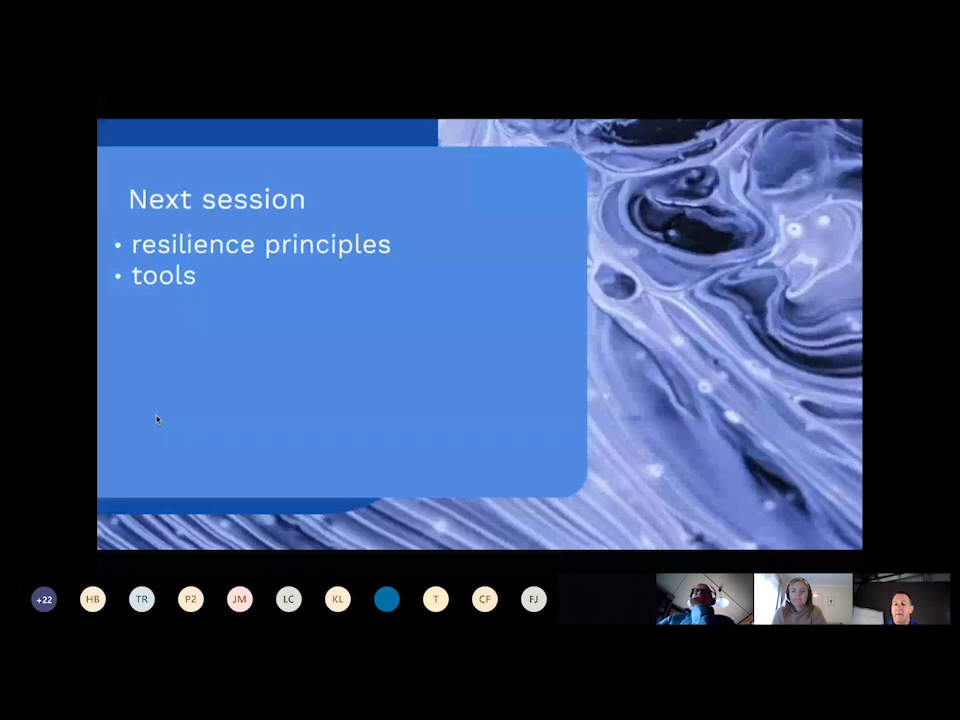 Next session
• resilience principles
• tools
+22
HB
TR
P2
JM
LC
KL
T
CF
FJ